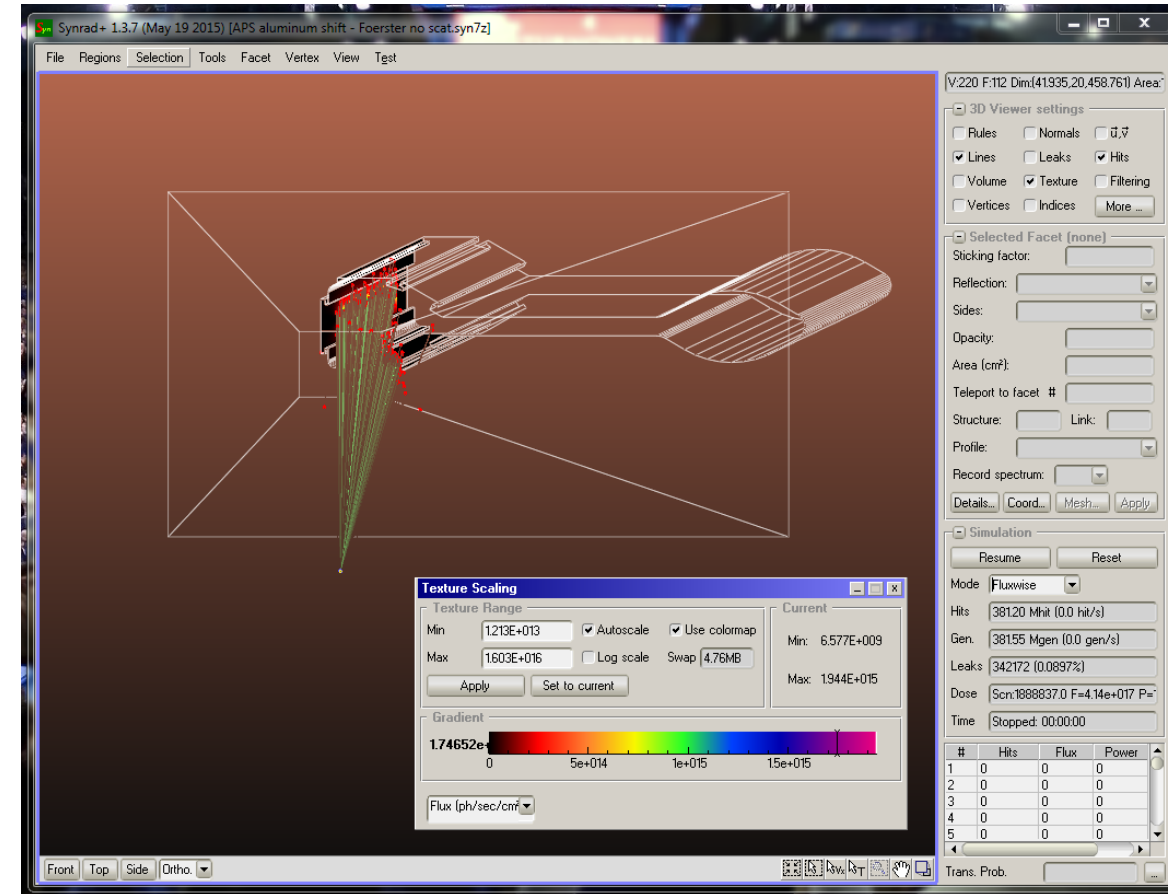 Synrad+ 1.3.7 (May 19 2015) [APS aluminum shift - Foerster no scat.syn7z]
File Regions Selection Tools Facet Vertex View Test
V:220 F:112 Dim:(41.935,20,458.761) Area:
3D Viewer settings
Rules Normals u,v
Lines Leaks Hits
Volume Texture Filtering
Vertices Indices More ...
Selected Facet (none)
Sticking factor:
Reflection:
Sides:
Opacity:
Area (cm²):
Teleport to facet #
Structure: Link:
Profile:
Record spectrum:
Details... Coord... Mesh... Apply
Simulation
Resume Reset
Mode Fluxwise
Hits 381.20 Mhit (0.0 hit/s)
Gen. 381.55 Mgen (0.0 gen/s)
Leaks 342172 (0.0897%)
Dose Scn:1888837.0 F=4.14e+017 P=
Time Stopped: 00:00:00
# Hits Flux Power
1 0 0 0
2 0 0 0
3 0 0 0
4 0 0 0
5 0 0 0
Trans. Prob. ...
Texture Scaling
Texture Range
Min 1.213E+013 Autoscale Use colormap
Max 1.603E+016 Log scale Swap 4.76MB
Apply Set to current
Current
Min: 6.577E+009
Max: 1.944E+015
Gradient
1.74652e+
0 5e+014 1e+015 1.5e+015
Flux (ph/sec/cm²
Front Top Side Ortho.